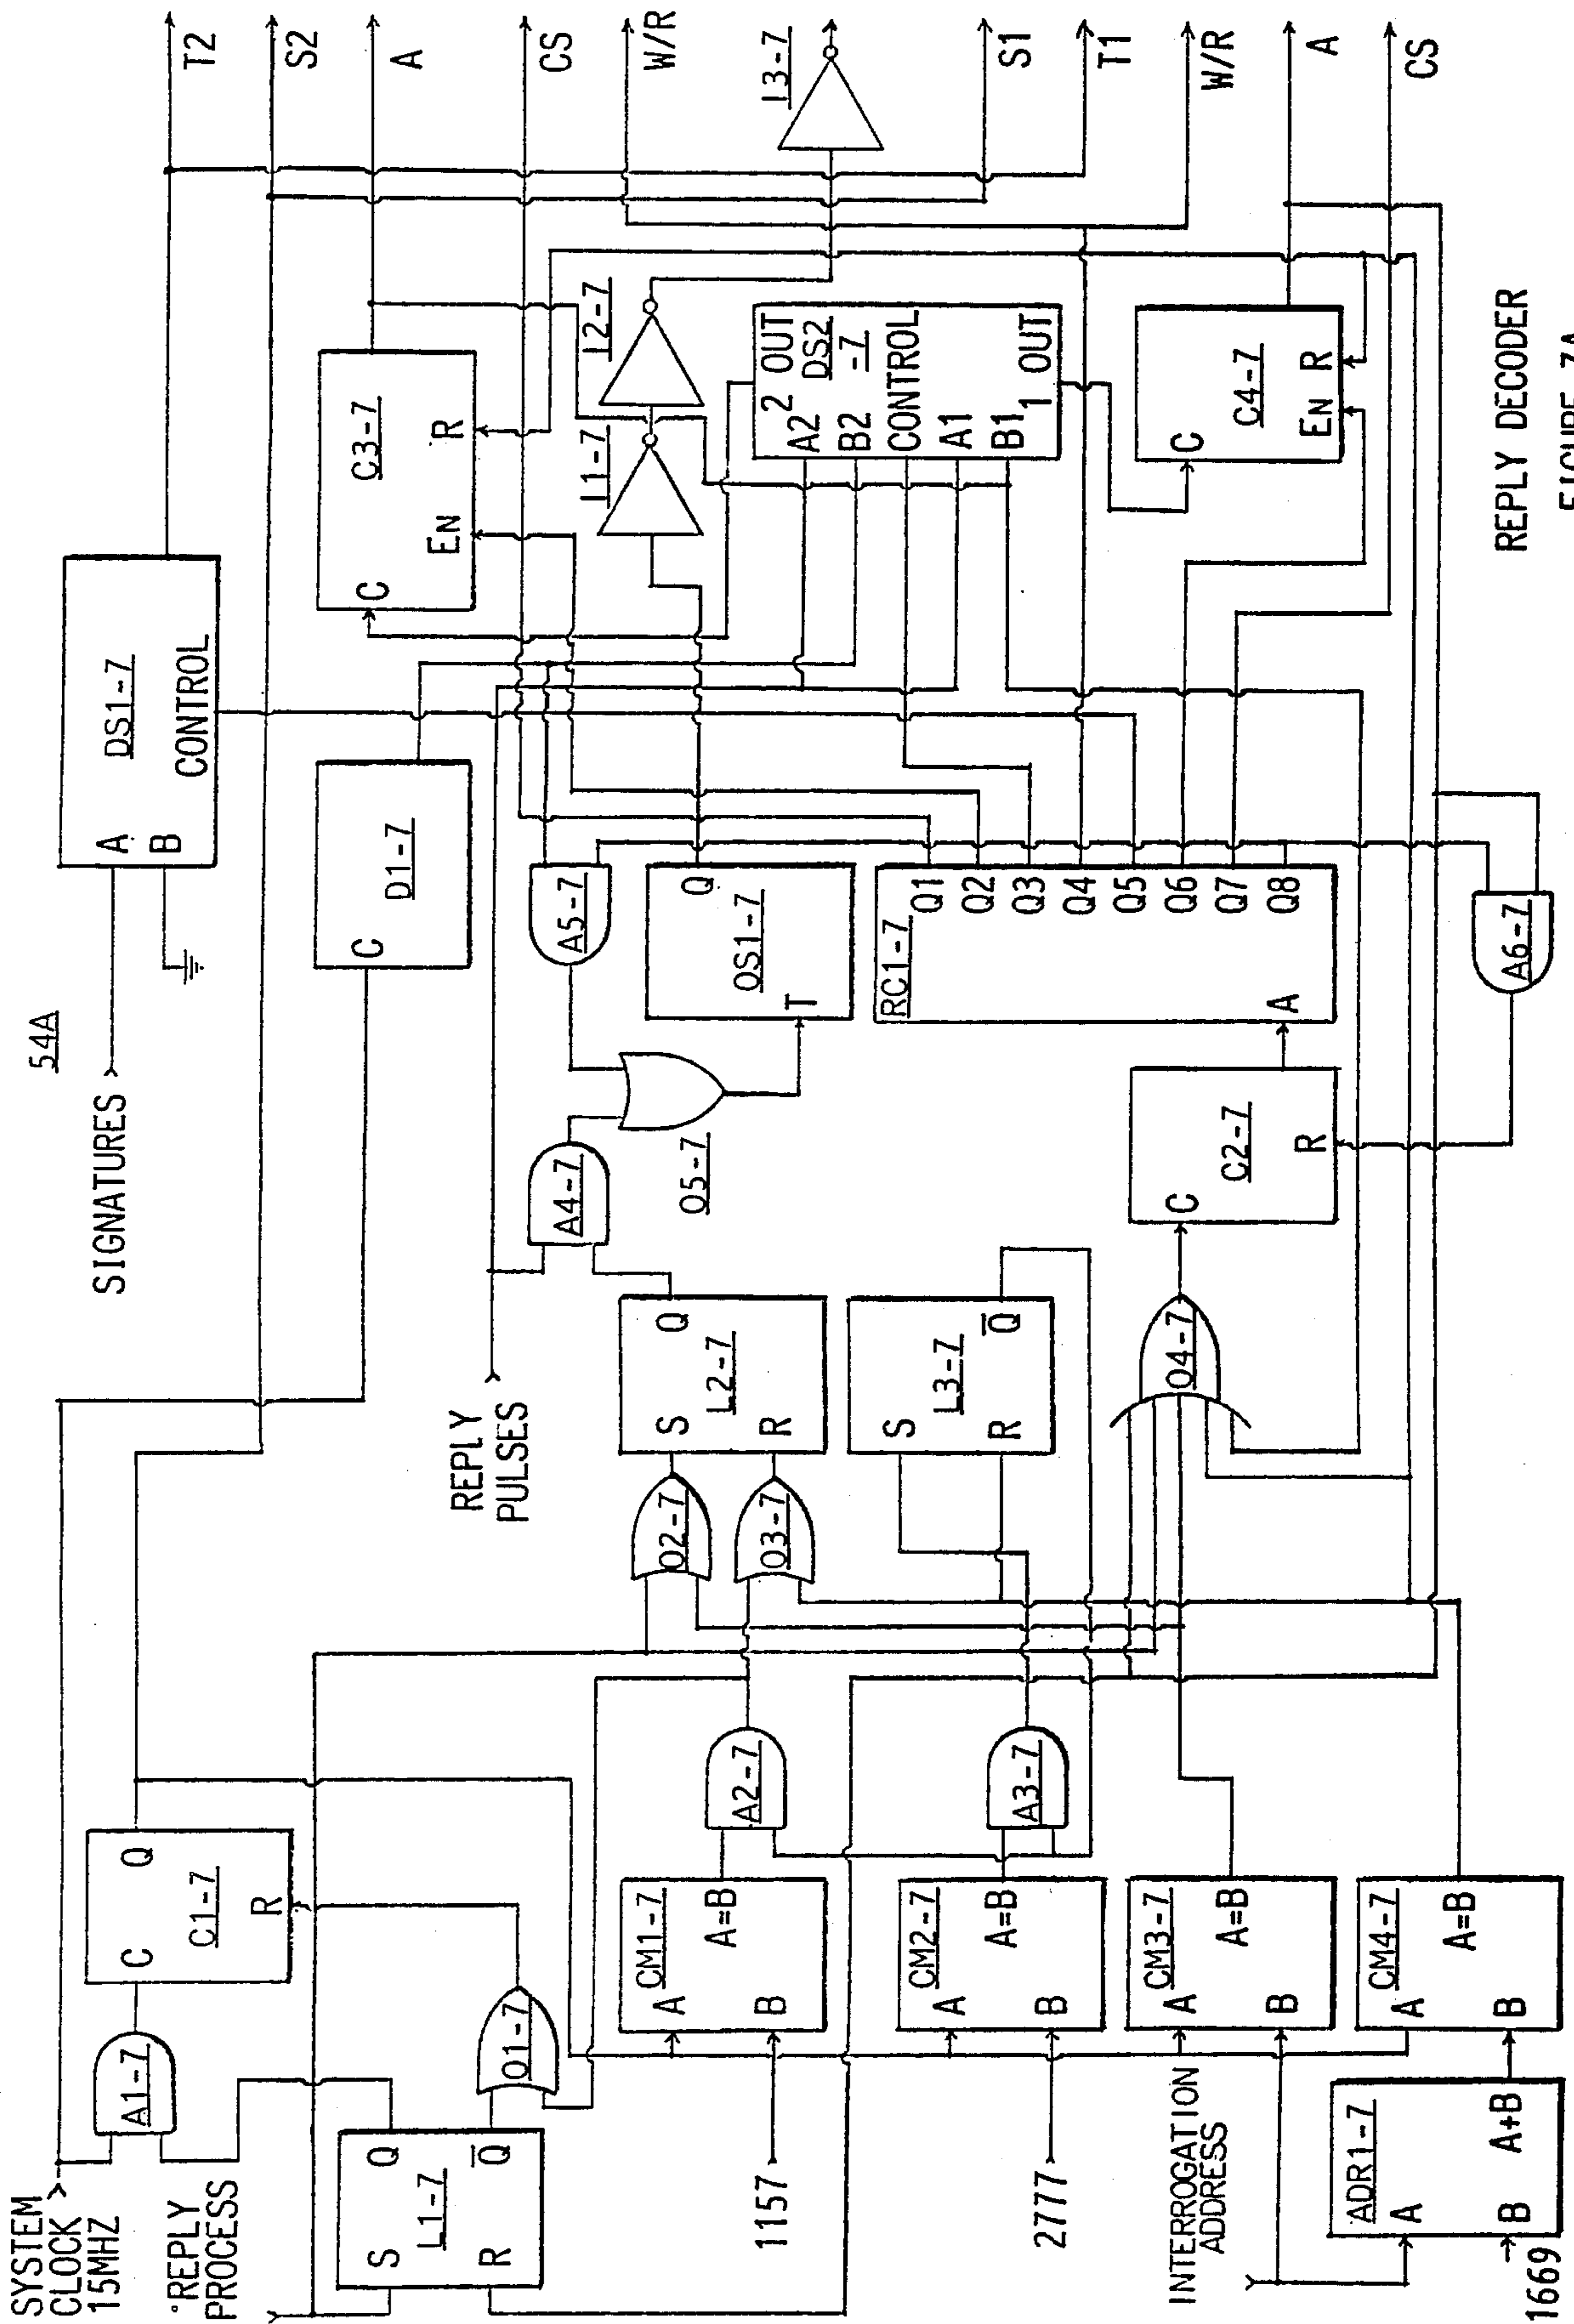 54A
SYSTEM
CLOCK
15MHZ
'REPLY
PROCESS
SIGNATURES
A1-7
C C1-7 Q
R
L1-7
S Q
R Q̅
O1-7
DS1-7
A
B
CONTROL
D1-7
C
C3-7
C EN R
T2
S2
A
CS
W/R
I3-7
S1
T1
W/R
A
CS
REPLY
PULSES
CM1-7
A
B
A=B
1157
A2-7
CM2-7
A
B
A=B
2777
A3-7
INTERROGATION
ADDRESS
CM3-7
A
B
A=B
CM4-7
A
B
A=B
ADR1-7
A
B
A+B
1669
O2-7
O3-7
L2-7
S Q
R
L3-7
S Q̅
R
O4-7
A4-7
A5-7
O5-7
OS1-7
T Q
C2-7
C
R
RC1-7
A
Q1
Q2
Q3
Q4
Q5
Q6
Q7
Q8
A6-7
I1-7
I2-7
2 OUT
A2 DS2
B2 -7
CONTROL
A1
B1
1 OUT
C4-7
C
EN R
REPLY DECODER
FIGURE 7A